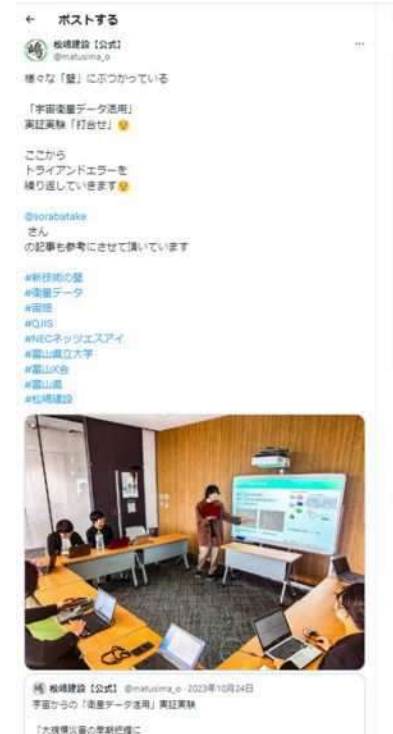 ← ポストする
松嶋建設【公式】
@matusima_o
様々な「壁」にぶつかっている
「宇宙衛星データ活用」
実証実験「打合せ」😥
ここから
トライアンドエラーを
繰り返していきます😥
@sorabatake
さん
の記事も参考にさせて頂いています
#新技術の壁
#衛星データ
#宙畑
#QJIS
#NECネッツエスアイ
#富山県立大学
#富山X会
#富山県
#松嶋建設
松嶋建設【公式】 @matusima_o · 2023年10月24日
宇宙からの「衛星データ活用」実証実験
「大規模災害の早期把握に